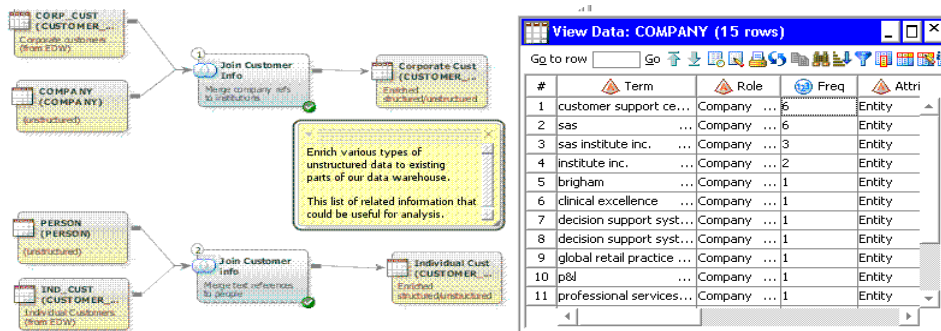 CORP_CUST
(CUSTOMER_...
Corporate customers
(from EDW)
COMPANY
(COMPANY)
(unstructured)
1
Join Customer
Info
Merge company refs
to institutions
Corporate Cust
(CUSTOMER_...
Enriched
structured/unstructured
Enrich various types of
unstructured data to existing
parts of our data warehouse.
This list of related information that
could be useful for analysis.
PERSON
(PERSON)
(unstructured)
IND_CUST
(CUSTOMER_...
Individual Customers
(from EDW)
2
Join Customer
info
Merge text references
to people
Individual Cust
(CUSTOMER_...
Enriched
structured/unstructured
View Data: COMPANY (15 rows)
Go to row Go
# Term Role Freq Attri
1 customer support ce... Company ... 6 Entity
2 sas ... Company ... 6 Entity
3 sas institute inc. ... Company ... 3 Entity
4 institute inc. ... Company ... 2 Entity
5 brigham ... Company ... 1 Entity
6 clinical excellence ... Company ... 1 Entity
7 decision support syst... Company ... 1 Entity
8 decision support syst... Company ... 1 Entity
9 global retail practice ... Company ... 1 Entity
10 p&l ... Company ... 1 Entity
11 professional services... Company ... 1 Entity